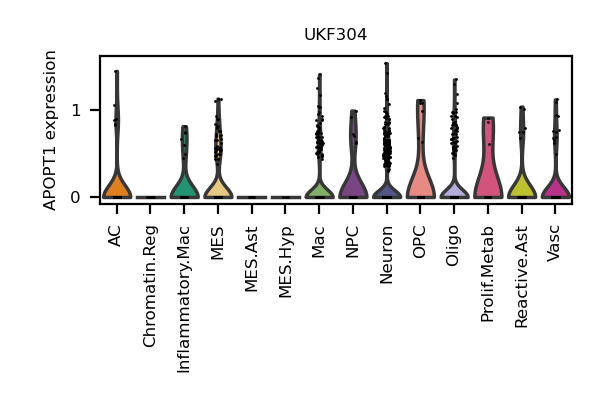 UKF304
APOPT1 expression
1
0
AC
Chromatin.Reg
Inflammatory.Mac
MES
MES.Ast
MES.Hyp
Mac
NPC
Neuron
OPC
Oligo
Prolif.Metab
Reactive.Ast
Vasc